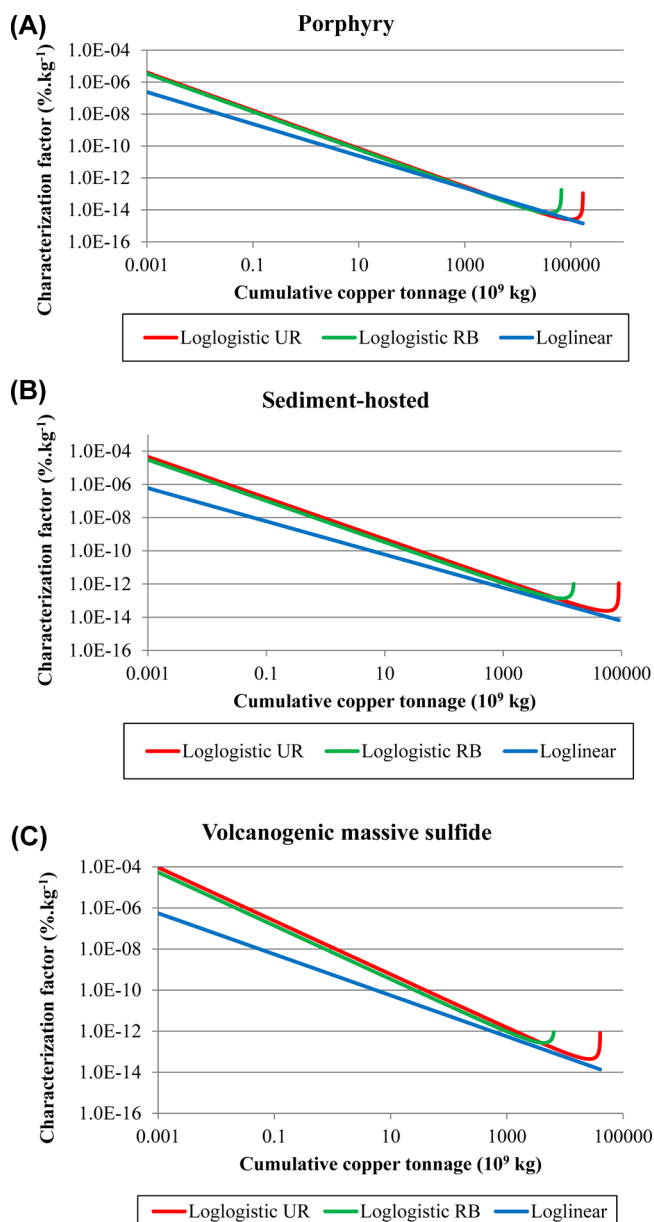 (A)
Porphyry
Characterization factor (%.kg⁻¹)
1.0E-04
1.0E-06
1.0E-08
1.0E-10
1.0E-12
1.0E-14
1.0E-16
0.001 0.1 10 1000 100000
Cumulative copper tonnage (10⁹ kg)
Loglogistic UR Loglogistic RB Loglinear
(B)
Sediment-hosted
Characterization factor (%.kg⁻¹)
1.0E-04
1.0E-06
1.0E-08
1.0E-10
1.0E-12
1.0E-14
1.0E-16
0.001 0.1 10 1000 100000
Cumulative copper tonnage (10⁹ kg)
Loglogistic UR Loglogistic RB Loglinear
(C)
Volcanogenic massive sulfide
Characterization factor (%.kg⁻¹)
1.0E-04
1.0E-06
1.0E-08
1.0E-10
1.0E-12
1.0E-14
1.0E-16
0.001 0.1 10 1000 100000
Cumulative copper tonnage (10⁹ kg)
Loglogistic UR Loglogistic RB Loglinear